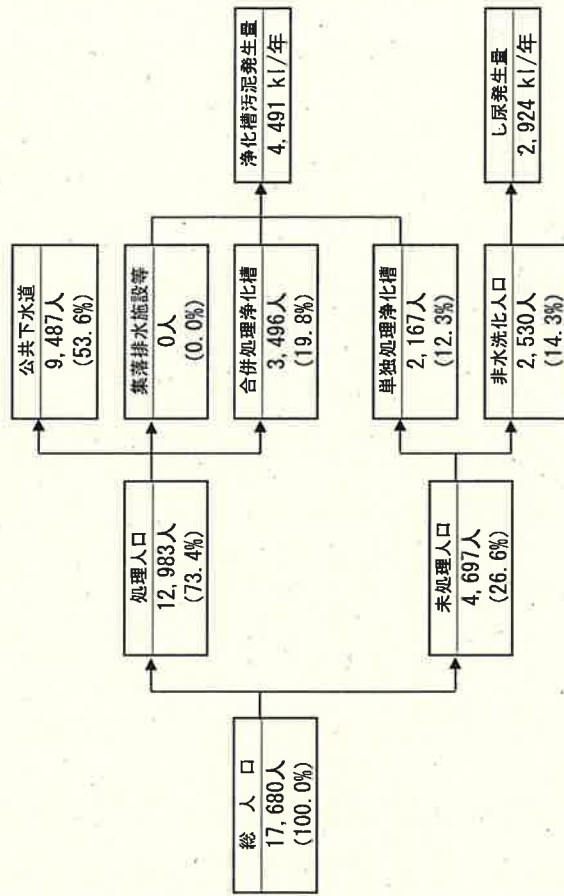 総人口
17,680人
(100.0%)
処理人口
12,983人
(73.4%)
未処理人口
4,697人
(26.6%)
公共下水道
9,487人
(53.6%)
集落排水施設等
0人
(0.0%)
合併処理浄化槽
3,496人
(19.8%)
単独処理浄化槽
2,167人
(12.3%)
非水洗化人口
2,530人
(14.3%)
浄化槽汚泥発生量
4,491 kl/年
し尿発生量
2,924 kl/年